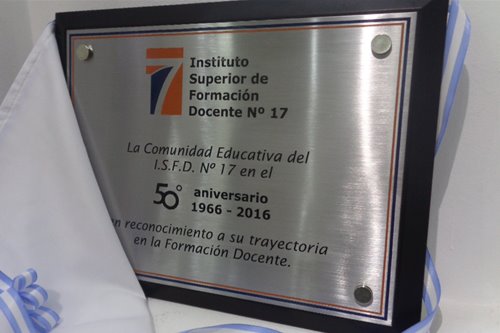 Instituto
Superior de
Formación
Docente Nº 17
La Comunidad Educativa del
I.S.F.D. Nº 17 en el
50° aniversario
1966 - 2016
en reconocimiento a su trayectoria
en la Formación Docente.